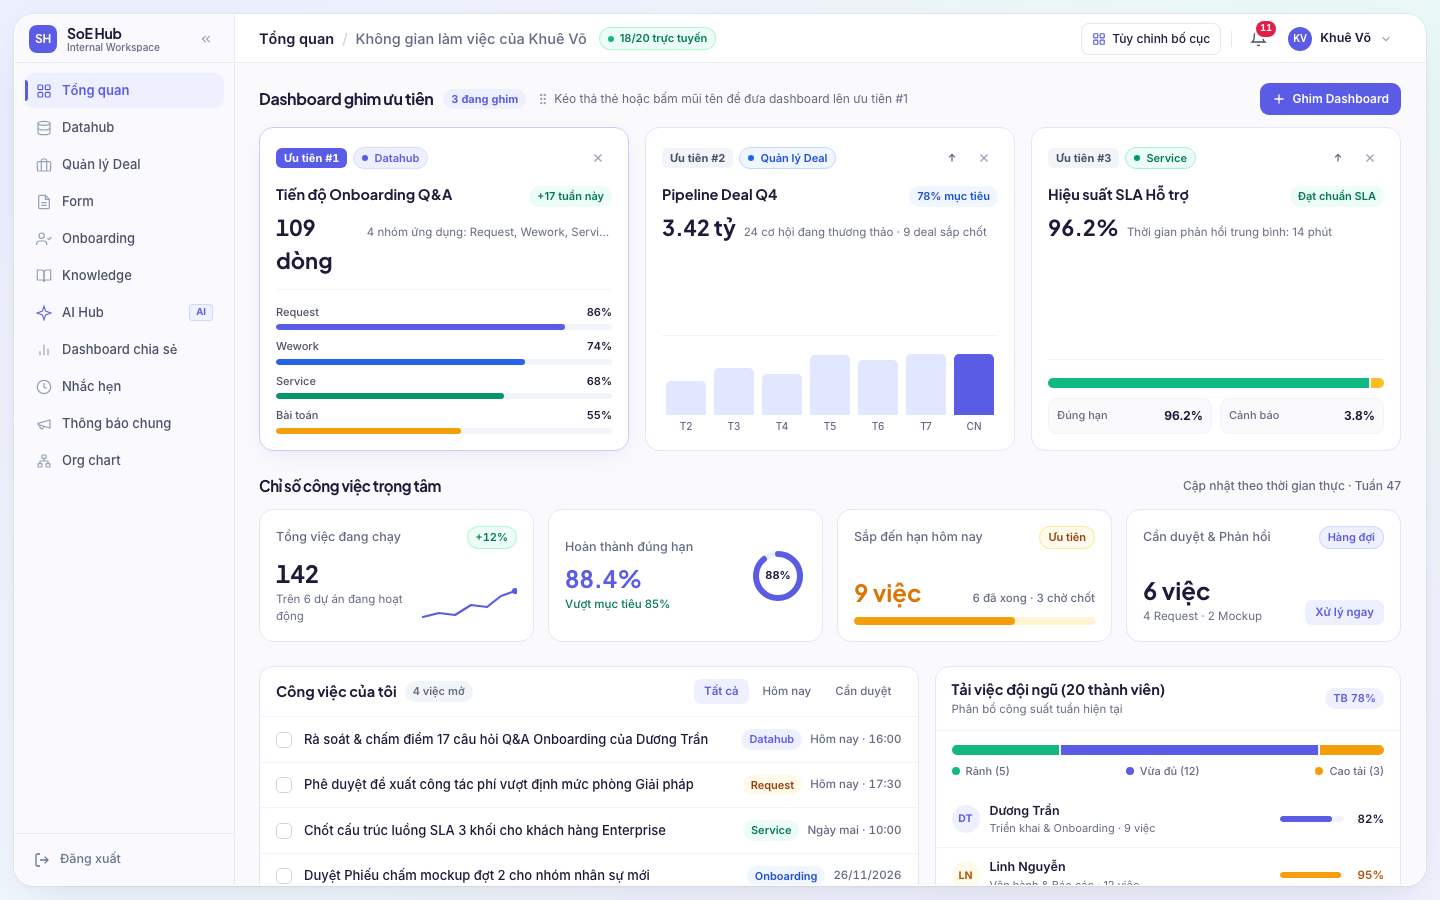 SH
SoEHub
Internal Workspace
Tổng quan
Datahub
Quản lý Deal
Form
Onboarding
Knowledge
AI Hub
AI
Dashboard chia sẻ
Nhắc hẹn
Thông báo chung
Org chart
Đăng xuất
Tổng quan / Không gian làm việc của Khuê Võ
18/20 trực tuyến
Tùy chỉnh bố cục
11
KV
Khuê Võ
Dashboard ghim ưu tiên
3 đang ghim
Kéo thả thẻ hoặc bấm mũi tên để đưa dashboard lên ưu tiên #1
Ghim Dashboard
Ưu tiên #1
Datahub
Tiến độ Onboarding Q&A
+17 tuần này
109 dòng
4 nhóm ứng dụng: Request, Wework, Servi...
Request 86%
Wework 74%
Service 68%
Bài toán 55%
Ưu tiên #2
Quản lý Deal
Pipeline Deal Q4
78% mục tiêu
3.42 tỷ
24 cơ hội đang thương thảo · 9 deal sắp chốt
T2 T3 T4 T5 T6 T7 CN
Ưu tiên #3
Service
Hiệu suất SLA Hỗ trợ
Đạt chuẩn SLA
96.2%
Thời gian phản hồi trung bình: 14 phút
Đúng hạn 96.2%
Cảnh báo 3.8%
Chỉ số công việc trọng tâm
Cập nhật theo thời gian thực · Tuần 47
Tổng việc đang chạy
+12%
142
Trên 6 dự án đang hoạt
động
Hoàn thành đúng hạn
88.4%
Vượt mục tiêu 85%
88%
Sắp đến hạn hôm nay
Ưu tiên
9 việc
6 đã xong · 3 chờ chốt
Cần duyệt & Phản hồi
Hàng đợi
6 việc
4 Request · 2 Mockup
Xử lý ngay
Công việc của tôi
4 việc mở
Tất cả
Hôm nay
Cần duyệt
Rà soát & chấm điểm 17 câu hỏi Q&A Onboarding của Dương Trần
Datahub
Hôm nay · 16:00
Phê duyệt đề xuất công tác phí vượt định mức phòng Giải pháp
Request
Hôm nay · 17:30
Chốt cấu trúc luồng SLA 3 khối cho khách hàng Enterprise
Service
Ngày mai · 10:00
Duyệt Phiếu chấm mockup đợt 2 cho nhóm nhân sự mới
Onboarding
26/11/2026
Tải việc đội ngũ (20 thành viên)
Phân bổ công suất tuần hiện tại
TB 78%
Rảnh (5)
Vừa đủ (12)
Cao tải (3)
DT
Dương Trần
Triển khai & Onboarding · 9 việc
82%
LN
Linh Nguyễn
Vận hành & Báo cáo · 12 việc
95%